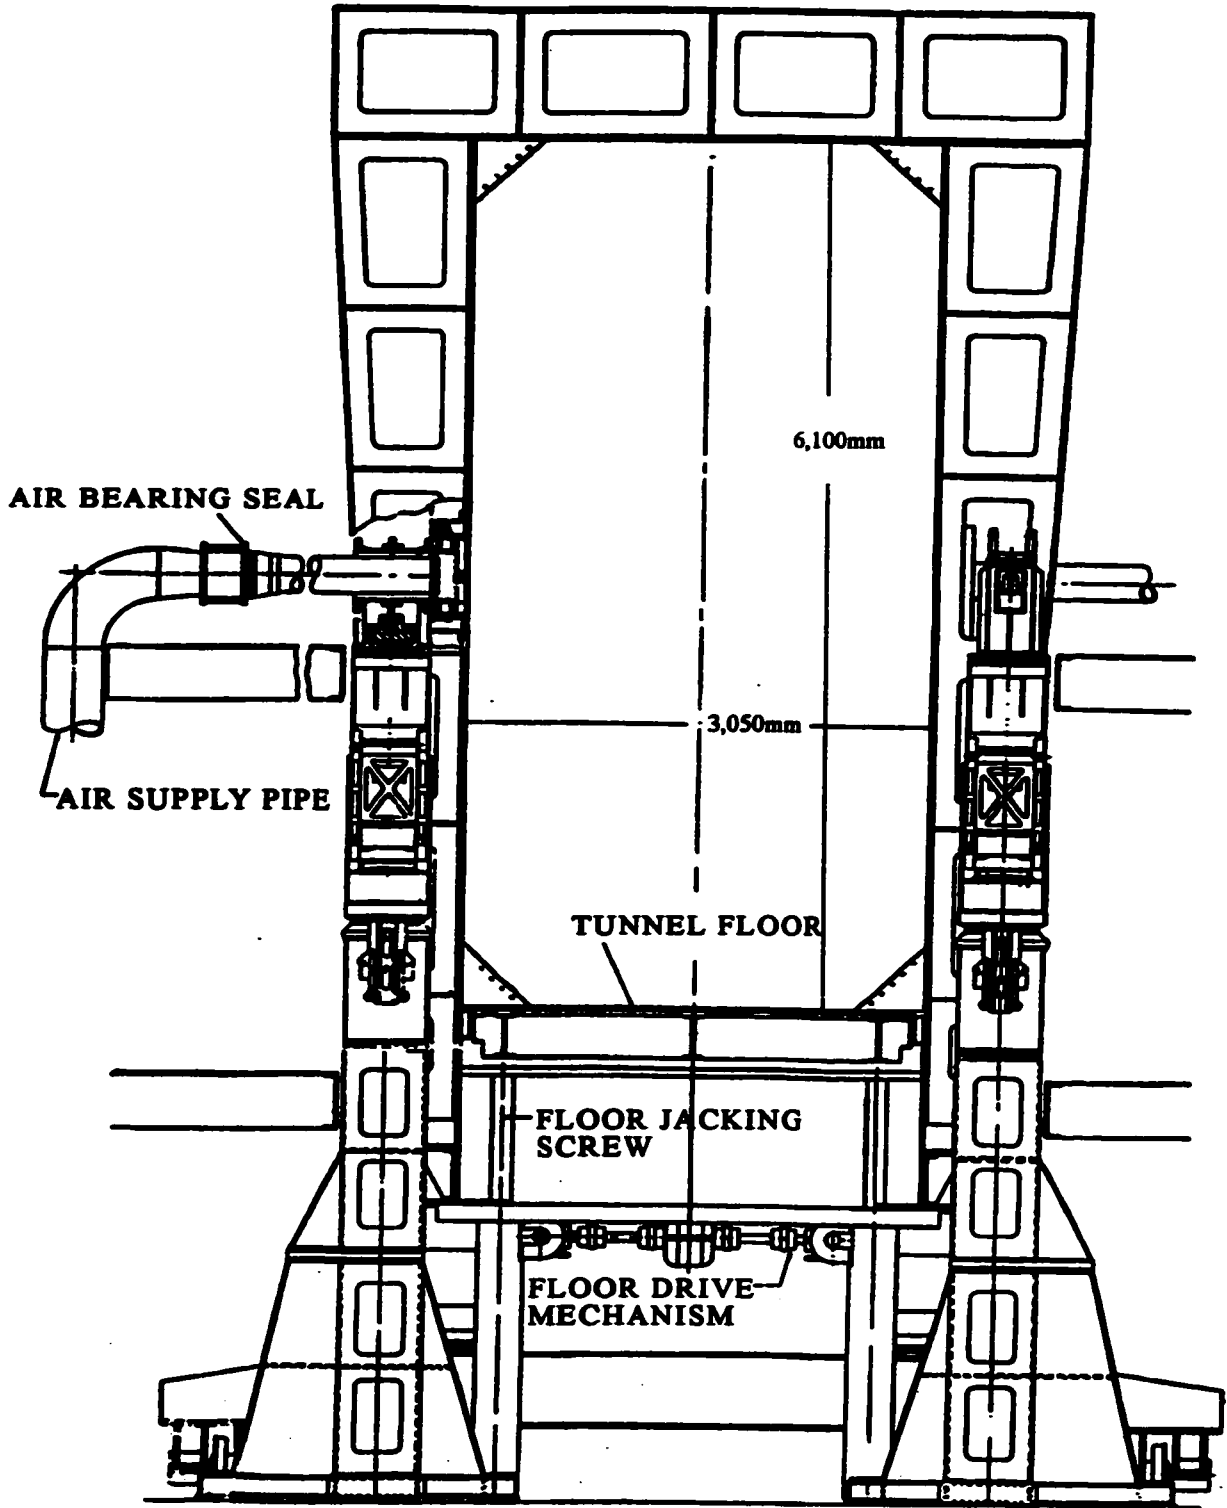 6,100mm
AIR BEARING SEAL
3,050mm
AIR SUPPLY PIPE
TUNNEL FLOOR
FLOOR JACKING
SCREW
FLOOR DRIVE
MECHANISM